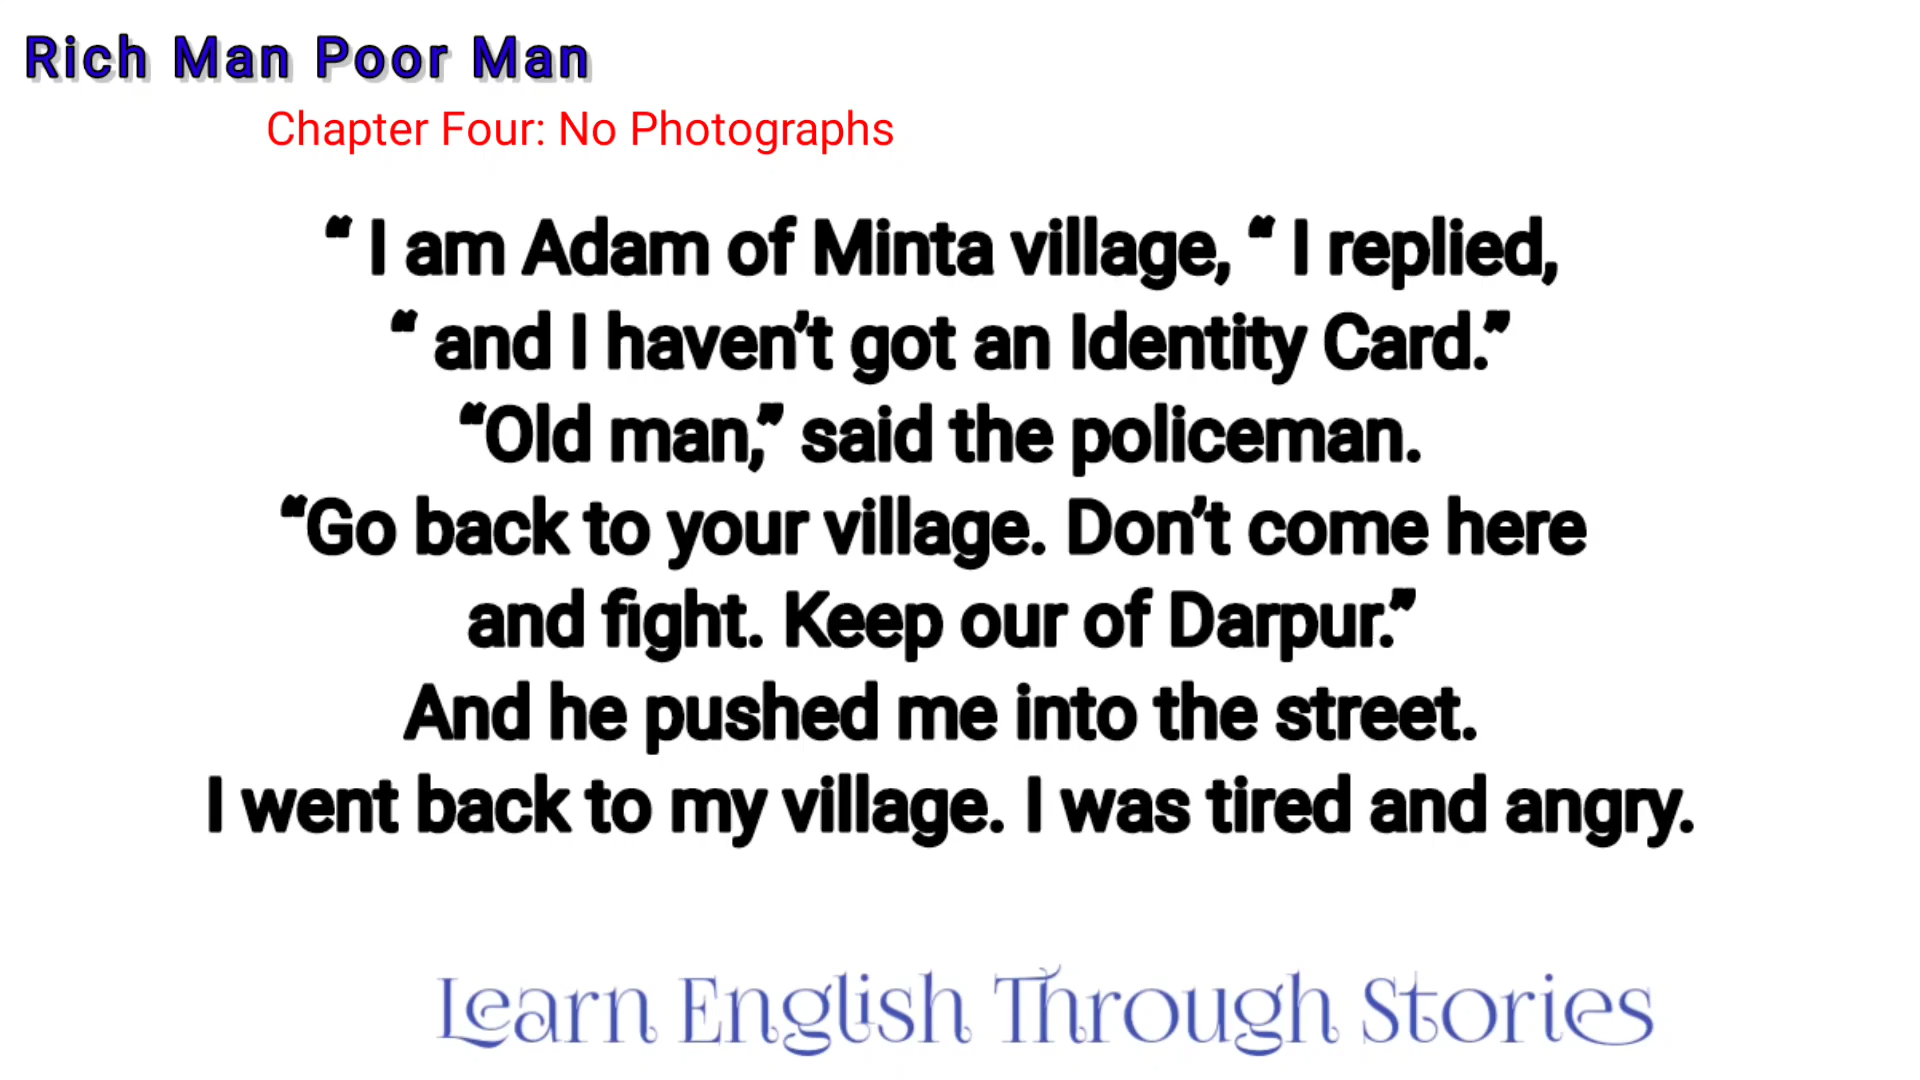 Rich Man Poor Man
Chapter Four: No Photographs
“ I am Adam of Minta village, “ I replied,
“ and I haven’t got an Identity Card.”
“Old man,” said the policeman.
“Go back to your village. Don’t come here
and fight. Keep our of Darpur.”
And he pushed me into the street.
I went back to my village. I was tired and angry.
Learn English Through Stories